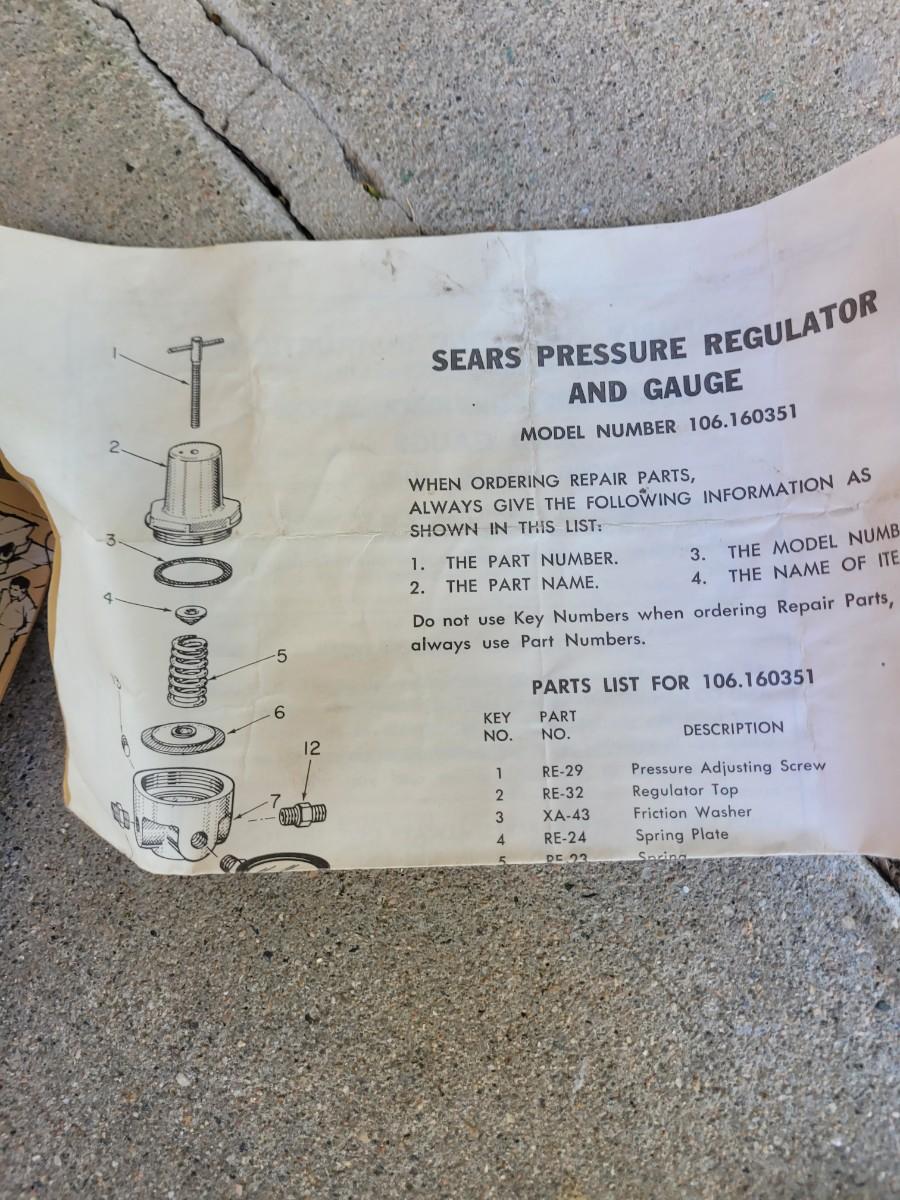 SEARS PRESSURE REGULATOR
AND GAUGE
MODEL NUMBER 106.160351
WHEN ORDERING REPAIR PARTS,
ALWAYS GIVE THE FOLLOWING INFORMATION AS
SHOWN IN THIS LIST:
1. THE PART NUMBER. 3. THE MODEL NUMB
2. THE PART NAME. 4. THE NAME OF ITE
Do not use Key Numbers when ordering Repair Parts,
always use Part Numbers.
PARTS LIST FOR 106.160351
KEY PART
NO. NO. DESCRIPTION
1 RE-29 Pressure Adjusting Screw
2 RE-32 Regulator Top
3 XA-43 Friction Washer
4 RE-24 Spring Plate
5 RE-23 Spring
1
2
3
4
5
6
12
7